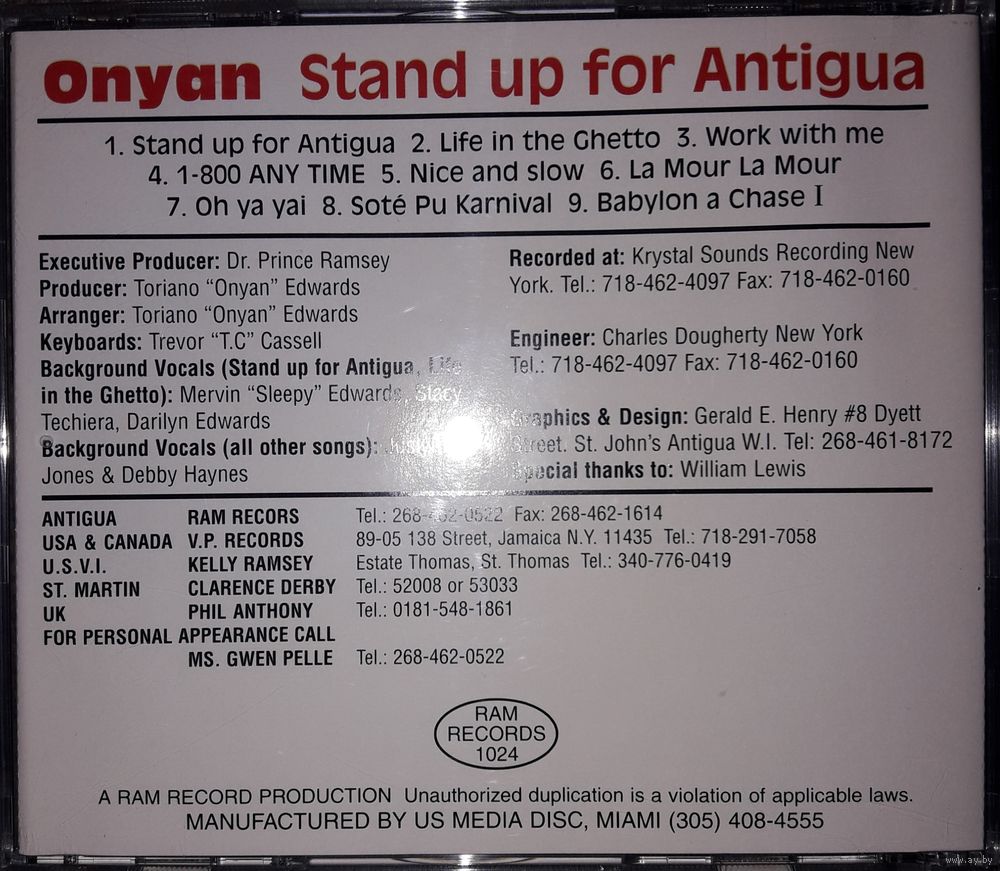 Onyan Stand up for Antigua
1. Stand up for Antigua 2. Life in the Ghetto 3. Work with me
4. 1-800 ANY TIME 5. Nice and slow 6. La Mour La Mour
7. Oh ya yai 8. Soté Pu Karnival 9. Babylon a Chase I
Executive Producer: Dr. Prince Ramsey
Producer: Toriano “Onyan” Edwards
Arranger: Toriano “Onyan” Edwards
Keyboards: Trevor “T.C” Cassell
Background Vocals (Stand up for Antigua, Life
in the Ghetto): Mervin “Sleepy” Edwards, Stacy
Techiera, Darilyn Edwards
Background Vocals (all other songs):
Jones & Debby Haynes
Recorded at: Krystal Sounds Recording New
York. Tel.: 718-462-4097 Fax: 718-462-0160
Engineer: Charles Dougherty New York
Tel.: 718-462-4097 Fax: 718-462-0160
Graphics & Design: Gerald E. Henry #8 Dyett
Street. St. John's Antigua W.I. Tel: 268-461-8172
Special thanks to: William Lewis
ANTIGUA RAM RECORS Tel.: 268-462-0522 Fax: 268-462-1614
USA & CANADA V.P. RECORDS 89-05 138 Street, Jamaica N.Y. 11435 Tel.: 718-291-7058
U.S.V.I. KELLY RAMSEY Estate Thomas, St. Thomas Tel.: 340-776-0419
ST. MARTIN CLARENCE DERBY Tel.: 52008 or 53033
UK PHIL ANTHONY Tel.: 0181-548-1861
FOR PERSONAL APPEARANCE CALL
MS. GWEN PELLE Tel.: 268-462-0522
RAM
RECORDS
1024
A RAM RECORD PRODUCTION Unauthorized duplication is a violation of applicable laws.
MANUFACTURED BY US MEDIA DISC, MIAMI (305) 408-4555
www.ay.by